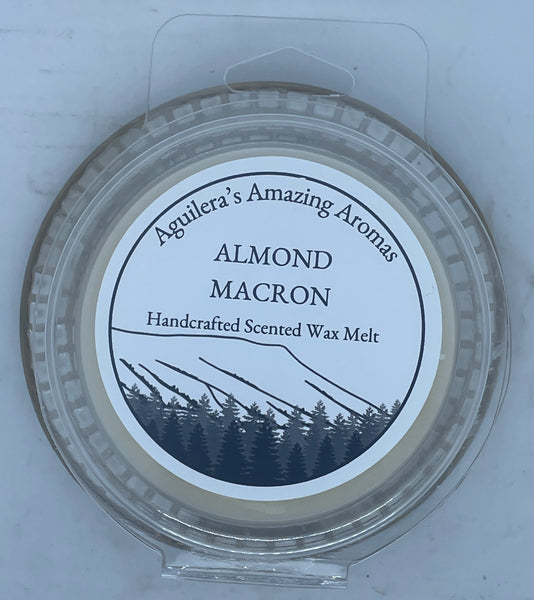 Aguilera's Amazing Aromas
ALMOND
MACRON
Handcrafted Scented Wax Melt